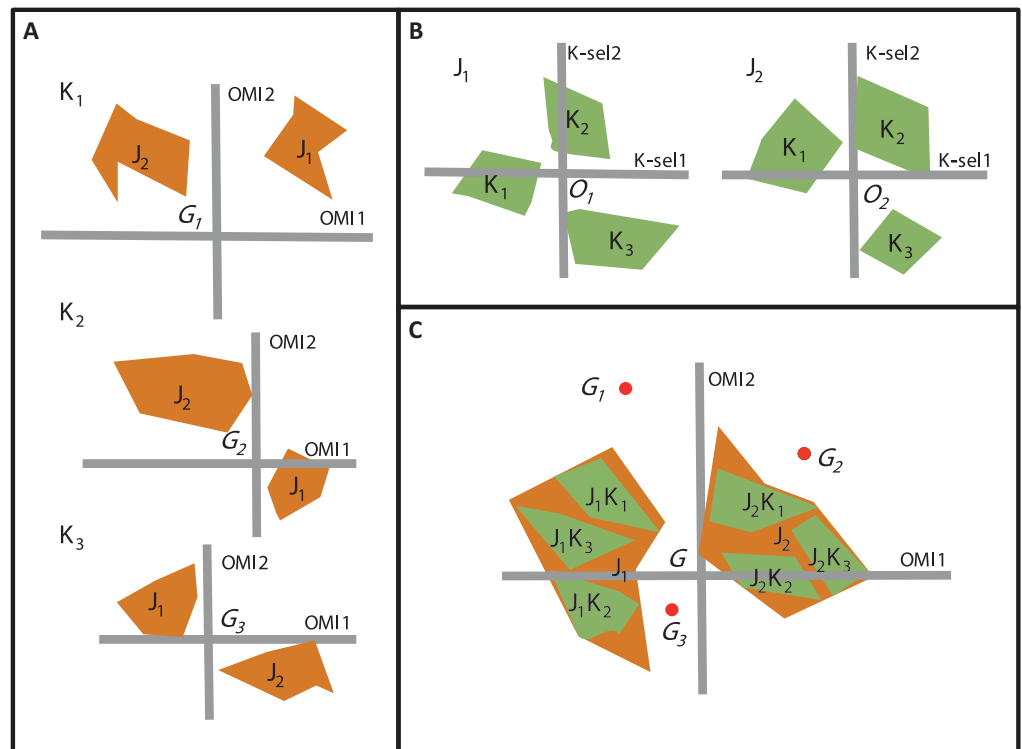 A
K1
OMI2
J2
J1
G1
OMI1
K2
OMI2
J2
G2
OMI1
J1
K3
OMI2
J1
G3
OMI1
J2
B
J1
K-sel2
K2
K-sel1
K1
O1
K3
J2
K-sel2
K1
K2
K-sel1
O2
K3
C
OMI2
G1
G2
J1K1
J2K1
J1K3
J2
J2K3
J1
G
OMI1
J2K2
J1K2
G3